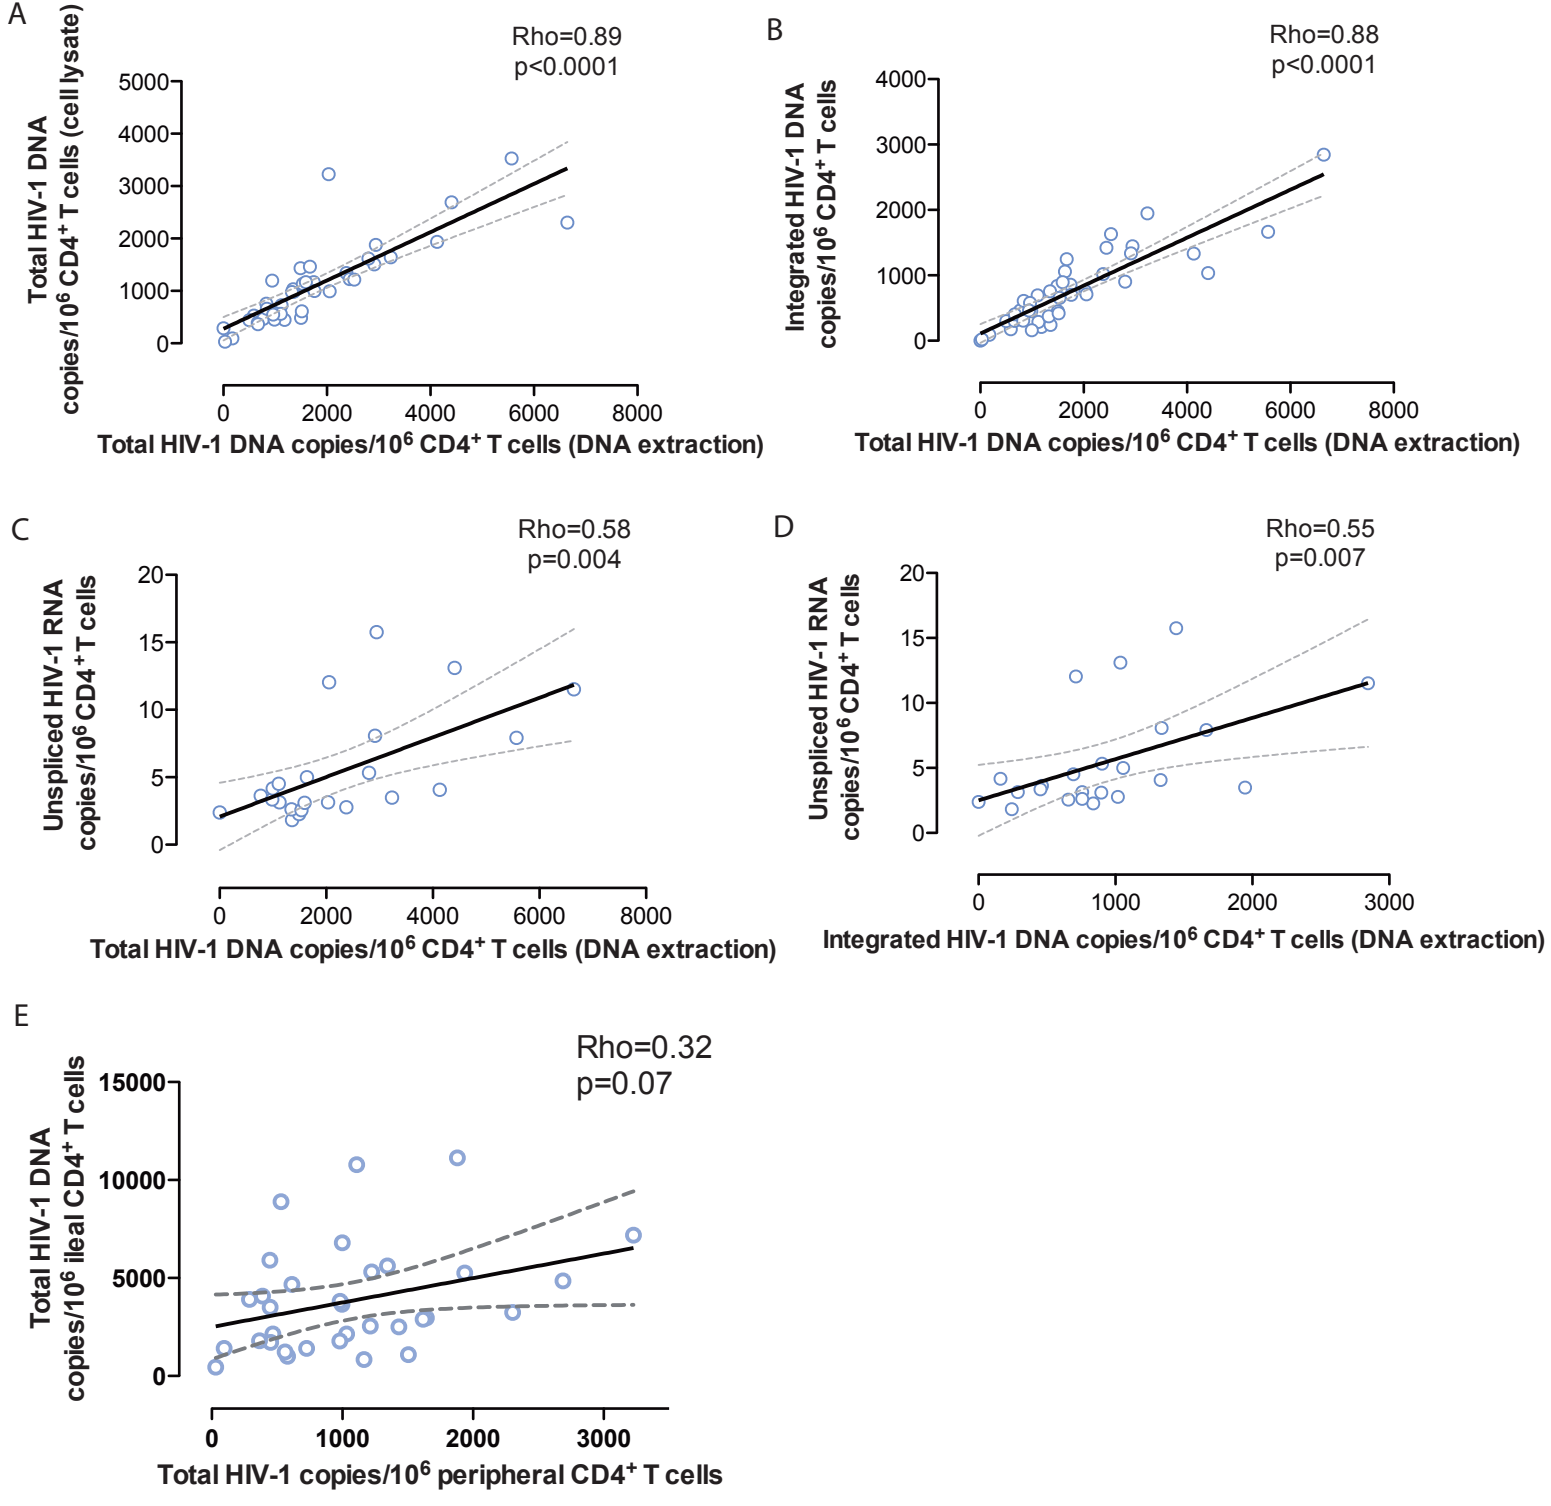 A
Rho=0.89
p<0.0001
Total HIV-1 DNA
copies/10⁶ CD4⁺ T cells (cell lysate)
5000
4000
3000
2000
1000
0
0 2000 4000 6000 8000
Total HIV-1 DNA copies/10⁶ CD4⁺ T cells (DNA extraction)
B
Rho=0.88
p<0.0001
Integrated HIV-1 DNA
copies/10⁶ CD4⁺ T cells
4000
3000
2000
1000
0
0 2000 4000 6000 8000
Total HIV-1 DNA copies/10⁶ CD4⁺ T cells (DNA extraction)
C
Rho=0.58
p=0.004
Unspliced HIV-1 RNA
copies/10⁶ CD4⁺ T cells
20
15
10
5
0
0 2000 4000 6000 8000
Total HIV-1 DNA copies/10⁶ CD4⁺ T cells (DNA extraction)
D
Rho=0.55
p=0.007
Unspliced HIV-1 RNA
copies/10⁶ CD4⁺ T cells
20
15
10
5
0
0 1000 2000 3000
Integrated HIV-1 DNA copies/10⁶ CD4⁺ T cells (DNA extraction)
E
Rho=0.32
p=0.07
Total HIV-1 DNA
copies/10⁶ ileal CD4⁺ T cells
15000
10000
5000
0
0 1000 2000 3000
Total HIV-1 copies/10⁶ peripheral CD4⁺ T cells